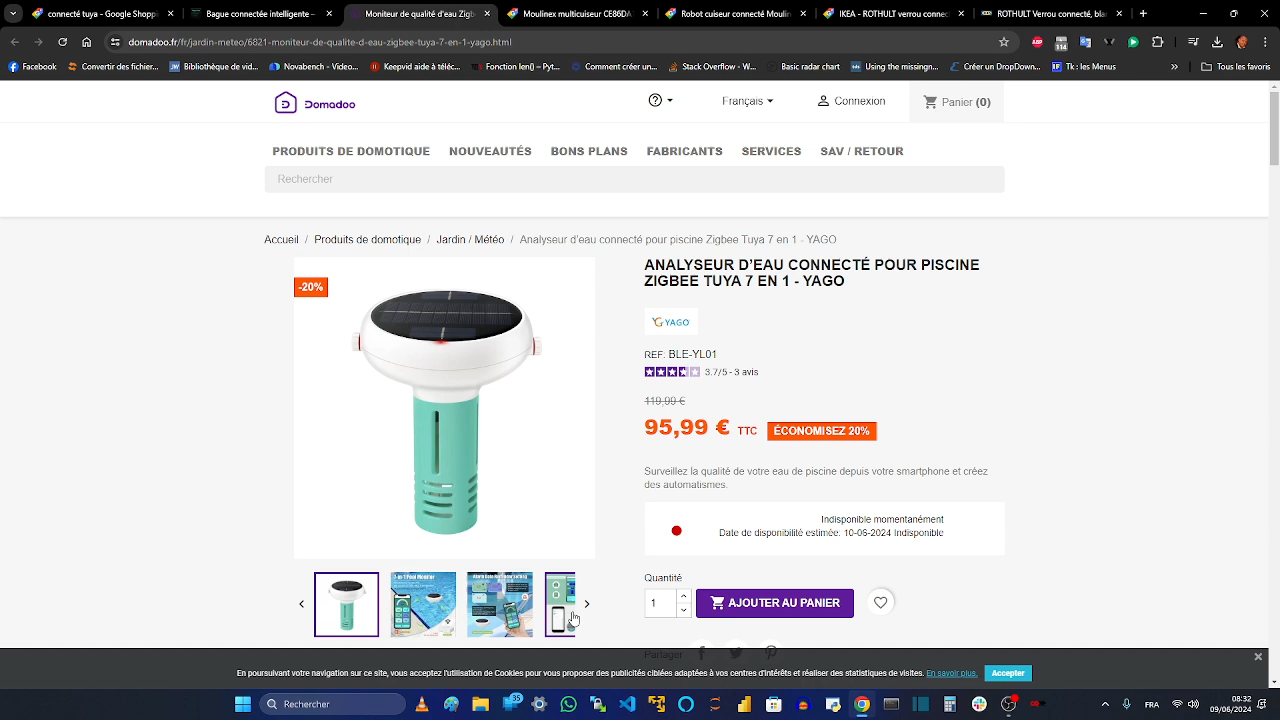 connecté tuya - Google Shoppi
Bague connectée intelligente -
Moniteur de qualité d'eau Zigb
Moulinex multicuiseur CE86DA
Robot cuiseur connecté Moulin
IKEA - ROTHULT Verrou connec
ROTHULT Verrou connecté, bla
domadoo.fr/fr/jardin-meteo/6821-moniteur-de-qualite-d-eau-zigbee-tuya-7-en-1-yago.html
ABP
114
Facebook
Convertir des fichier...
Bibliothèque de vid...
Novabench - Video...
Keepvid aide à téléc...
Fonction len() – Pyt...
Comment créer un...
Stack Overflow - W...
Basic radar chart
Using the missingn...
Créer un DropDown...
Tk : les Menus
Tous les favoris
Domadoo
Français
Connexion
Panier (0)
PRODUITS DE DOMOTIQUE
NOUVEAUTÉS
BONS PLANS
FABRICANTS
SERVICES
SAV / RETOUR
Rechercher
Accueil / Produits de domotique / Jardin / Météo / Analyseur d'eau connecté pour piscine Zigbee Tuya 7 en 1 - YAGO
-20%
ANALYSEUR D'EAU CONNECTÉ POUR PISCINE
ZIGBEE TUYA 7 EN 1 - YAGO
YAGO
REF: BLE-YL01
3.7/5 - 3 avis
119,99 €
95,99 € TTC ÉCONOMISEZ 20%
Surveillez la qualité de votre eau de piscine depuis votre smartphone et créez
des automatismes.
Indisponible momentanément
Date de disponibilité estimée: 10-06-2024 Indisponible
Quantité
1
AJOUTER AU PANIER
7-in-1 Pool Monitor
Partager
En poursuivant votre navigation sur ce site, vous acceptez l'utilisation de Cookies pour vous proposer des publicités ciblées adaptées à vos centres d'intérêts et réaliser des statistiques de visites. En savoir plus.
Accepter
Rechercher
35
FRA
08:32
09/06/2024